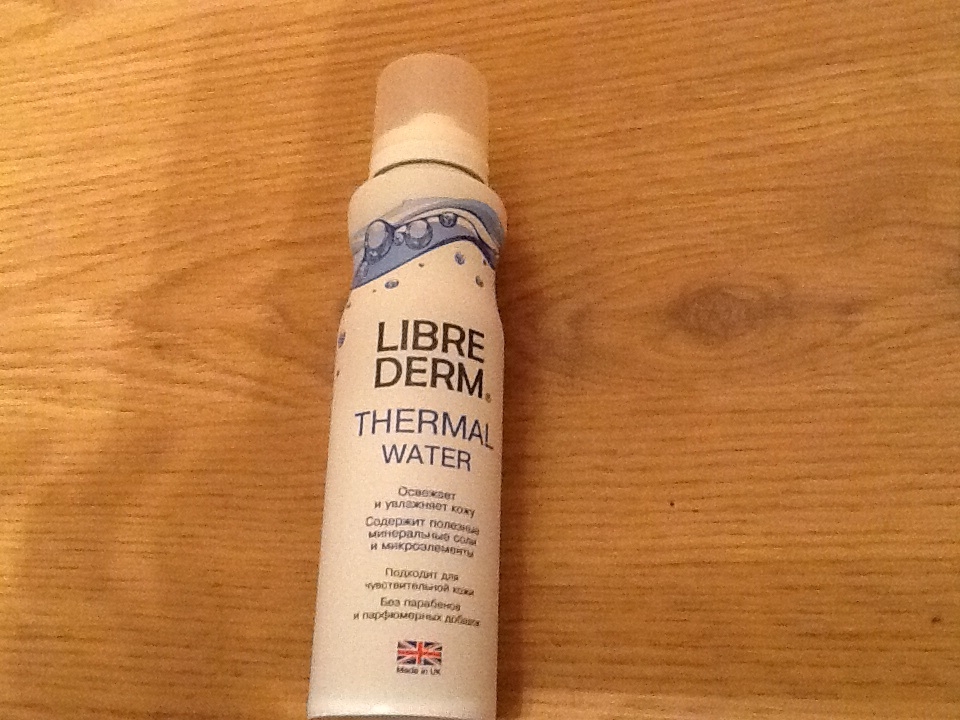 LIBRE
DERM®
THERMAL
WATER
Освежает
и увлажняет кожу
Содержит полезные
минеральные соли
и микроэлементы
Подходит для
чувствительной кожи
Без парабенов
и парфюмерных добавок
Made in UK